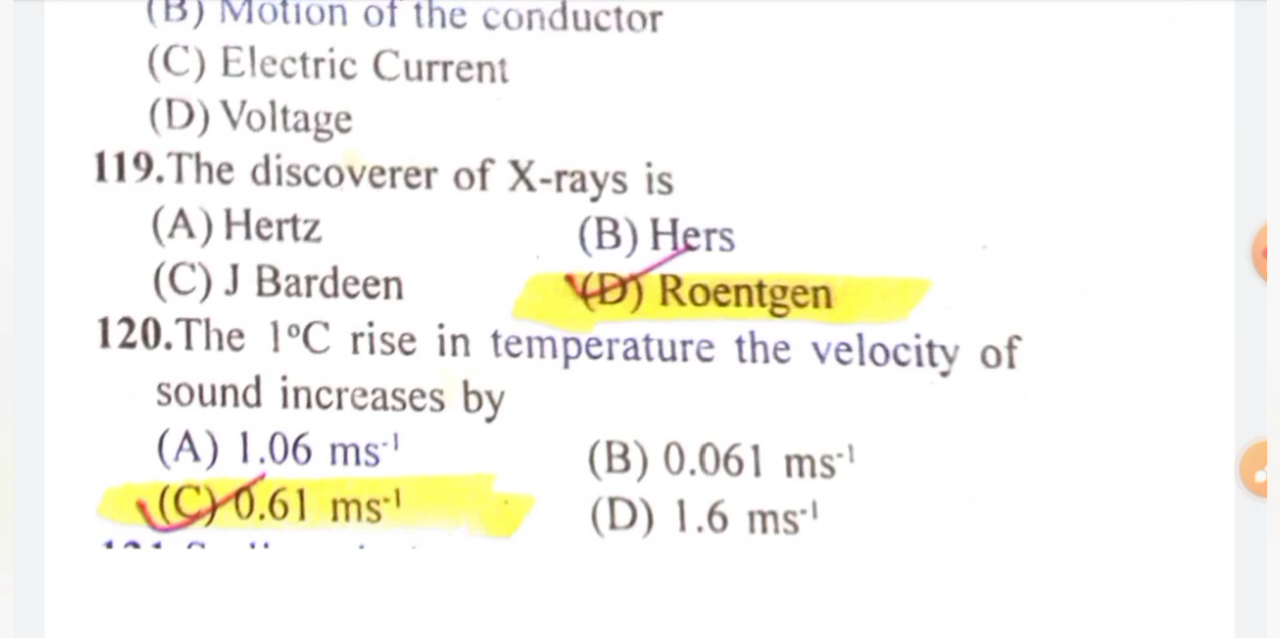 (B) Motion of the conductor
(C) Electric Current
(D) Voltage
119.The discoverer of X-rays is
(A) Hertz (B) Hers
(C) J Bardeen (D) Roentgen
120.The 1ºC rise in temperature the velocity of
sound increases by
(A) 1.06 ms⁻¹ (B) 0.061 ms⁻¹
(C) 0.61 ms⁻¹ (D) 1.6 ms⁻¹